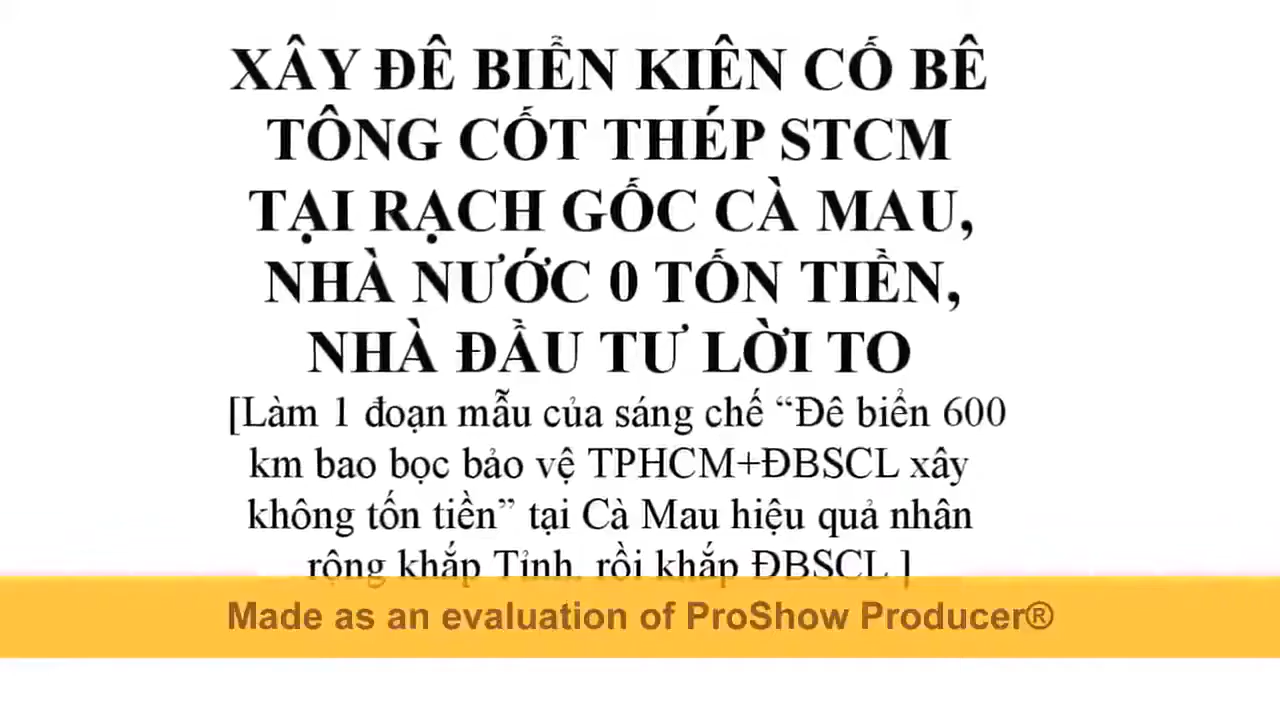 XÂY ĐÊ BIỂN KIÊN CỐ BÊ
TÔNG CỐT THÉP STCM
TẠI RẠCH GỐC CÀ MAU,
NHÀ NƯỚC 0 TỐN TIỀN,
NHÀ ĐẦU TƯ LỜI TO
[Làm 1 đoạn mẫu của sáng chế “Đê biển 600
km bao bọc bảo vệ TPHCM+ĐBSCL xây
không tốn tiền” tại Cà Mau hiệu quả nhân
rộng khắp Tỉnh, rồi khắp ĐBSCL ]
Made as an evaluation of ProShow Producer®